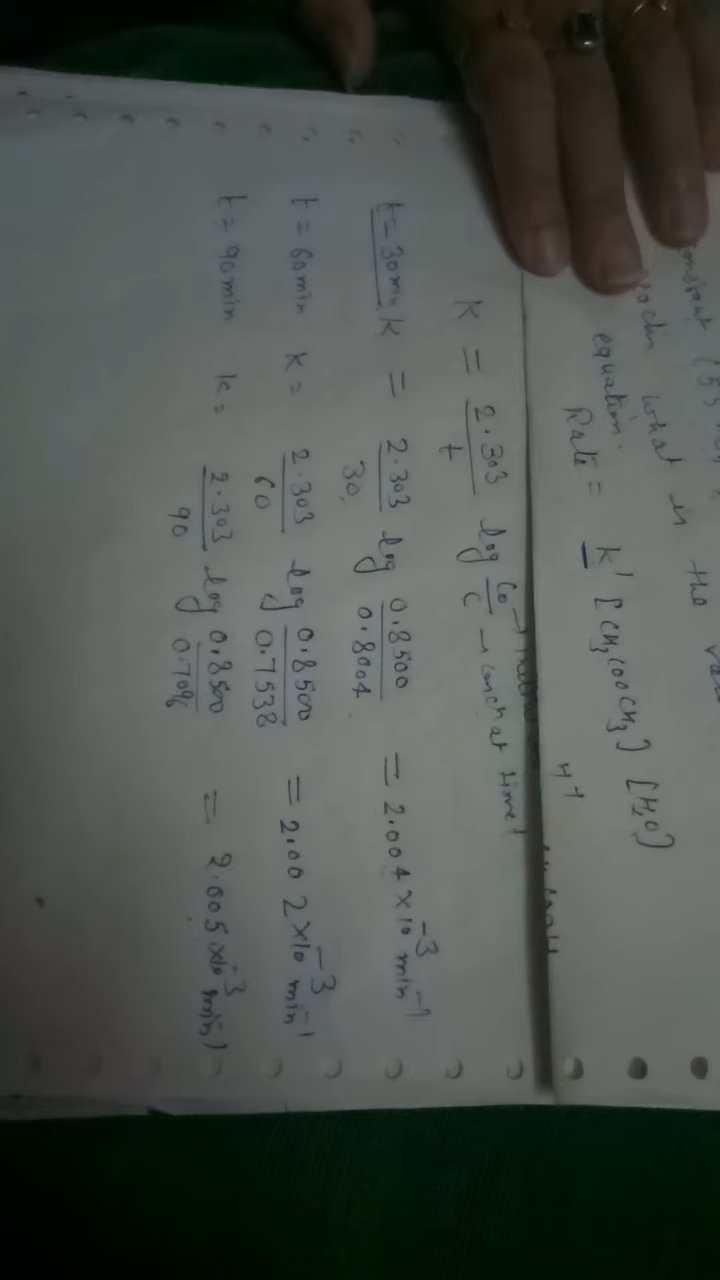 what is the
equation.
Rate = k' [CH3COOCH3] [H2O]
H+
K = 2.303/t log C0/C → conc at time t
t = 30 min K = 2.303/30 log 0.8500/0.8004 = 2.004 × 10^-3 min^-1
t = 60 min K = 2.303/60 log 0.8500/0.7538 = 2.002 × 10^-3 min^-1
t = 90 min K = 2.303/90 log 0.8500/0.7096 = 2.005 × 10^-3 min^-1